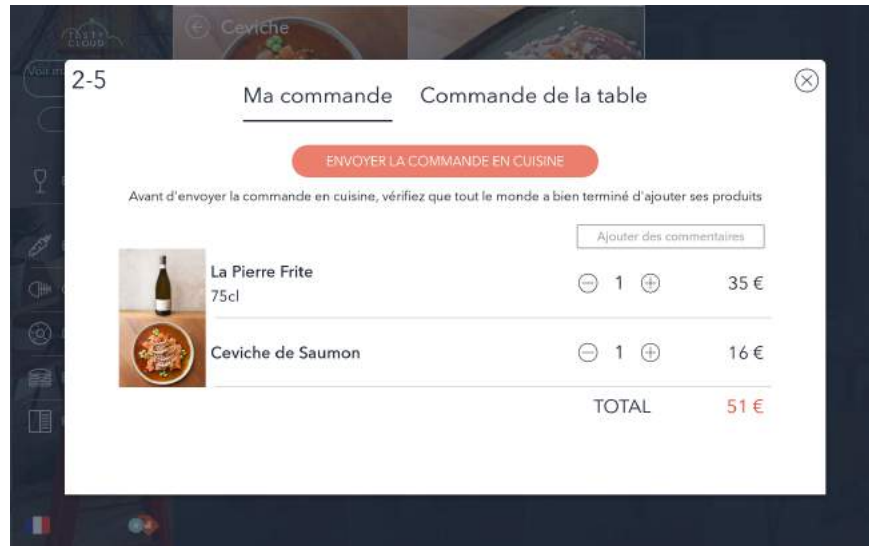 TASTY
CLOUD
Ceviche
2-5
Ma commande
Commande de la table
ENVOYER LA COMMANDE EN CUISINE
Avant d'envoyer la commande en cuisine, vérifiez que tout le monde a bien terminé d'ajouter ses produits
Ajouter des commentaires
La Pierre Frite
75cl
1
35 €
Ceviche de Saumon
1
16 €
TOTAL
51 €